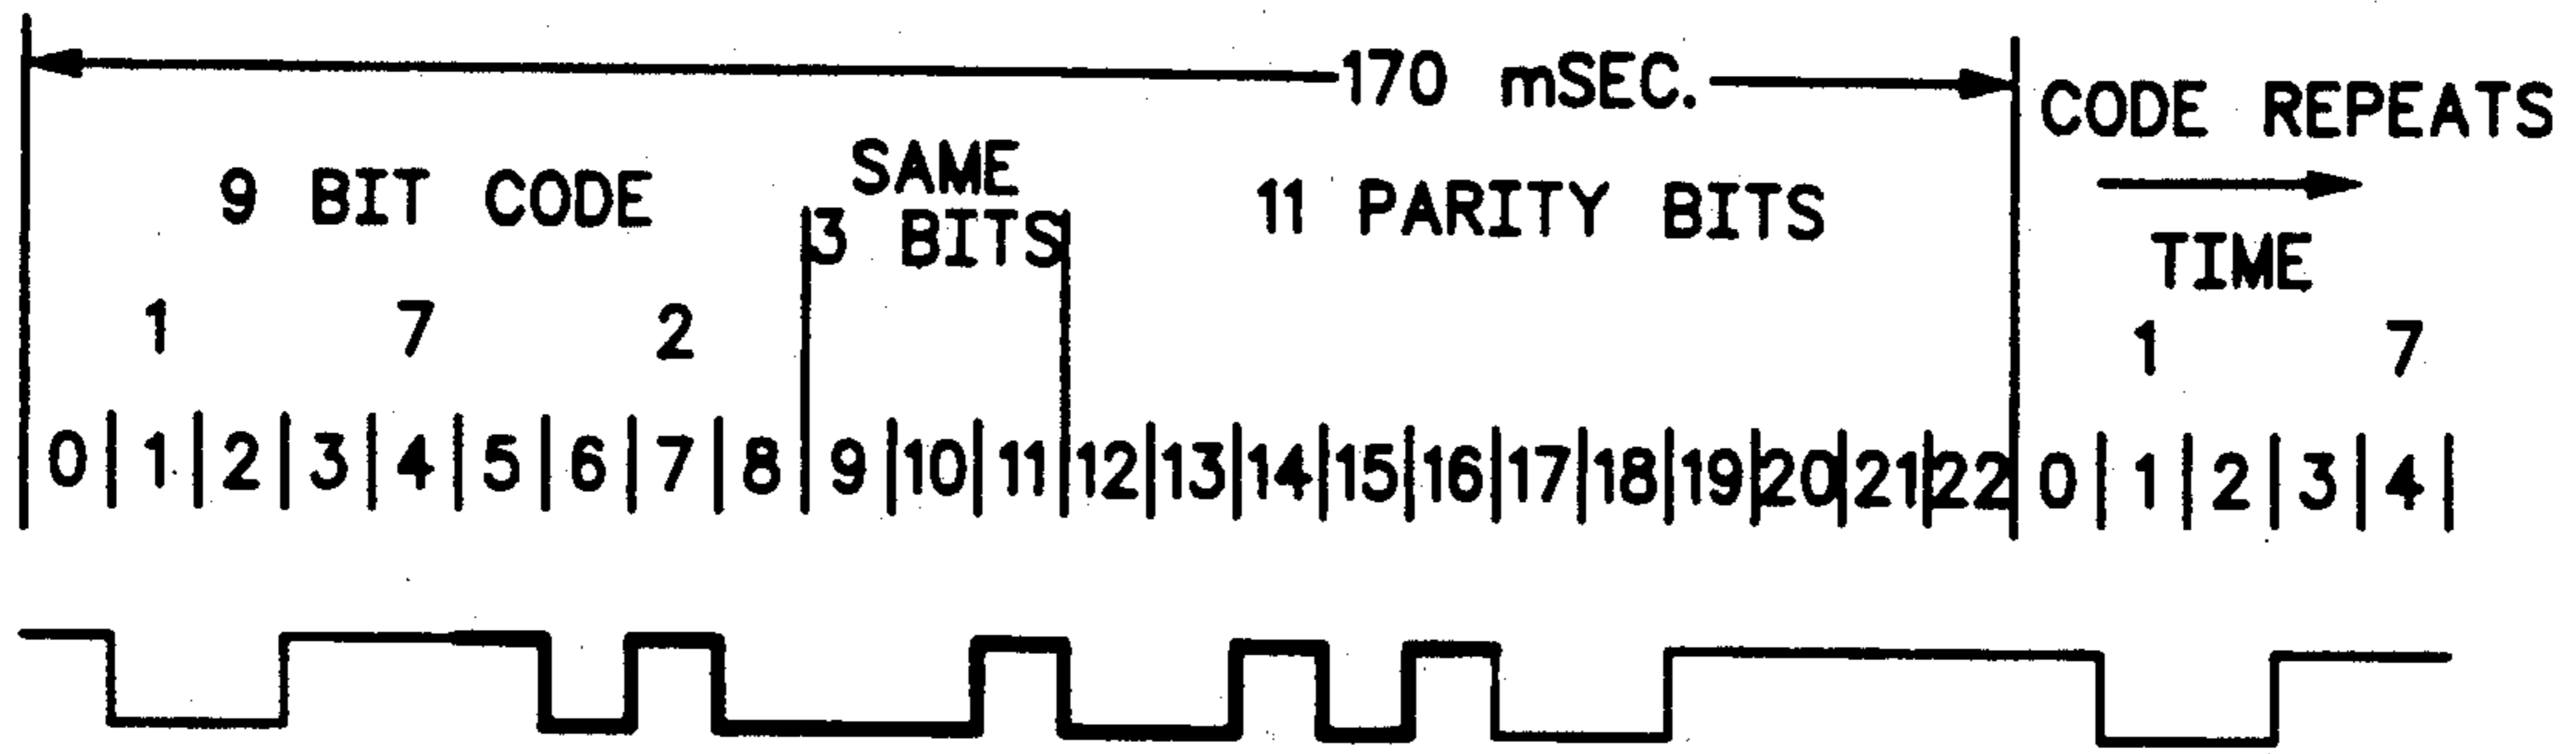 170 mSEC.
CODE REPEATS
SAME
9 BIT CODE
3 BITS
11 PARITY BITS
TIME
1 7 2
1 7
0 1 2 3 4 5 6 7 8 9 10 11 12 13 14 15 16 17 18 19 20 21 22 0 1 2 3 4